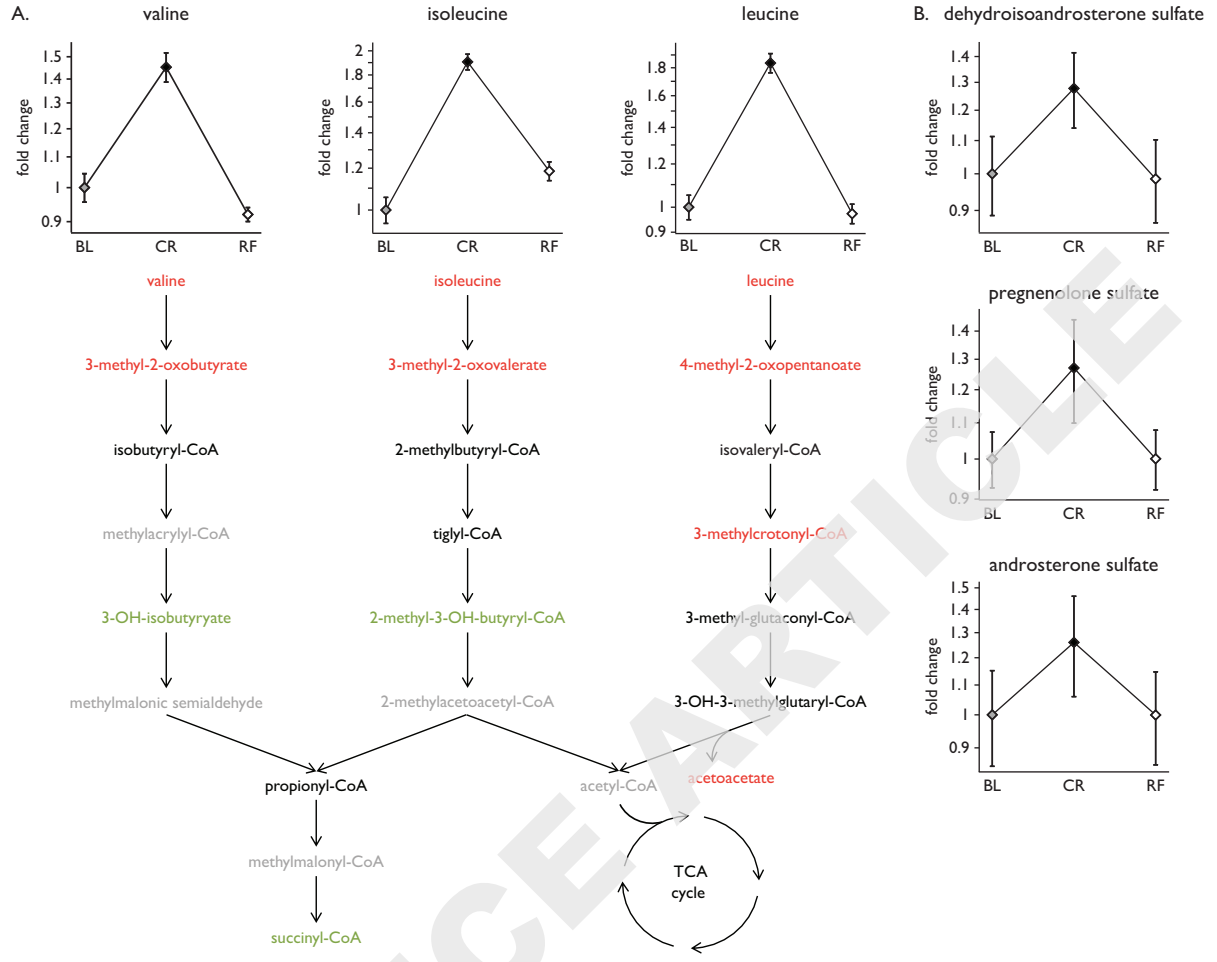 A.
valine
isoleucine
leucine
B. dehydroisoandrosterone sulfate
fold change
1.5
1.4
1.3
1.2
1.1
1
0.9
BL CR RF
fold change
2
1.8
1.6
1.4
1.2
1
BL CR RF
fold change
1.8
1.6
1.4
1.2
1
0.9
BL CR RF
fold change
1.4
1.3
1.2
1.1
1
0.9
BL CR RF
pregnenolone sulfate
fold change
1.4
1.3
1.2
1.1
1
0.9
BL CR RF
androsterone sulfate
fold change
1.5
1.4
1.3
1.2
1.1
1
0.9
BL CR RF
valine
3-methyl-2-oxobutyrate
isobutyryl-CoA
methylacrylyl-CoA
3-OH-isobutyryate
methylmalonic semialdehyde
isoleucine
3-methyl-2-oxovalerate
2-methylbutyryl-CoA
tiglyl-CoA
2-methyl-3-OH-butyryl-CoA
2-methylacetoacetyl-CoA
leucine
4-methyl-2-oxopentanoate
isovaleryl-CoA
3-methylcrotonyl-CoA
3-methyl-glutaconyl-CoA
3-OH-3-methylglutaryl-CoA
propionyl-CoA
methylmalonyl-CoA
succinyl-CoA
acetyl-CoA
acetoacetate
TCA
cycle
CE ARTICLE